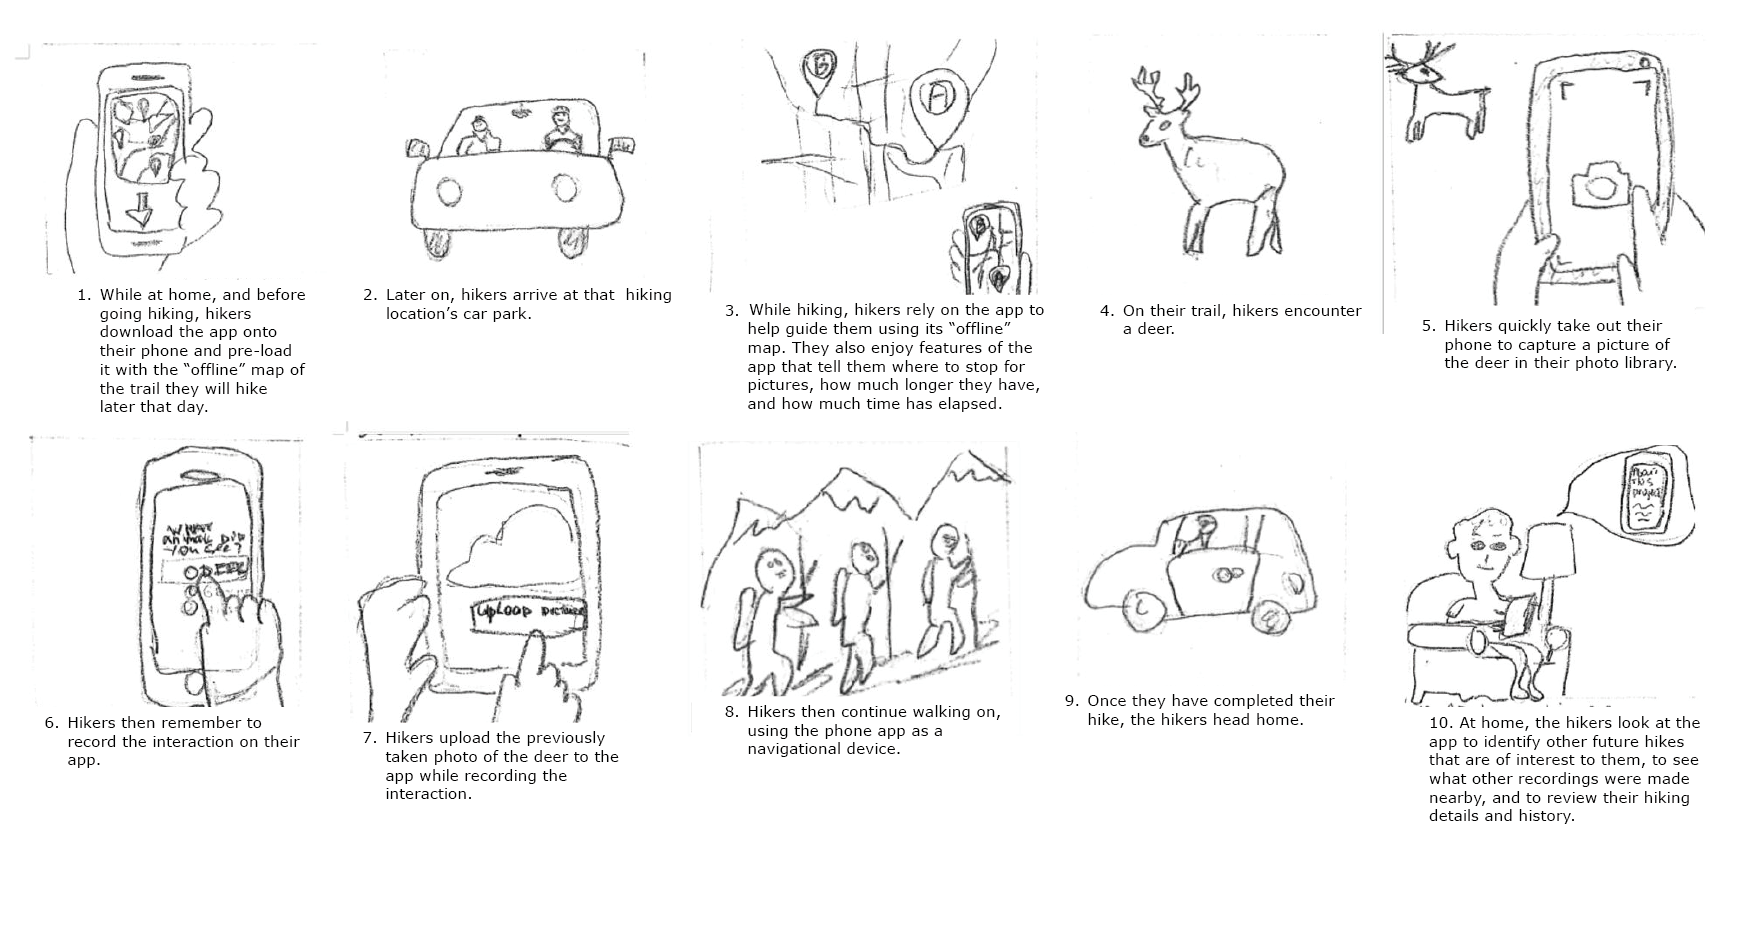 B
A
B
A
1. While at home, and before
going hiking, hikers
download the app onto
their phone and pre-load
it with the “offline” map of
the trail they will hike
later that day.
2. Later on, hikers arrive at that  hiking
location’s car park.
3. While hiking, hikers rely on the app to
help guide them using its “offline”
map. They also enjoy features of the
app that tell them where to stop for
pictures, how much longer they have,
and how much time has elapsed.
4. On their trail, hikers encounter
a deer.
5. Hikers quickly take out their
phone to capture a picture of
the deer in their photo library.
WHAT
animal DID
YOU SEE?
DEER
6. Hikers then remember to
record the interaction on their
app.
UpLOAD picture
7. Hikers upload the previously
taken photo of the deer to the
app while recording the
interaction.
8. Hikers then continue walking on,
using the phone app as a
navigational device.
9. Once they have completed their
hike, the hikers head home.
this
10. At home, the hikers look at the
app to identify other future hikes
that are of interest to them, to see
what other recordings were made
nearby, and to review their hiking
details and history.